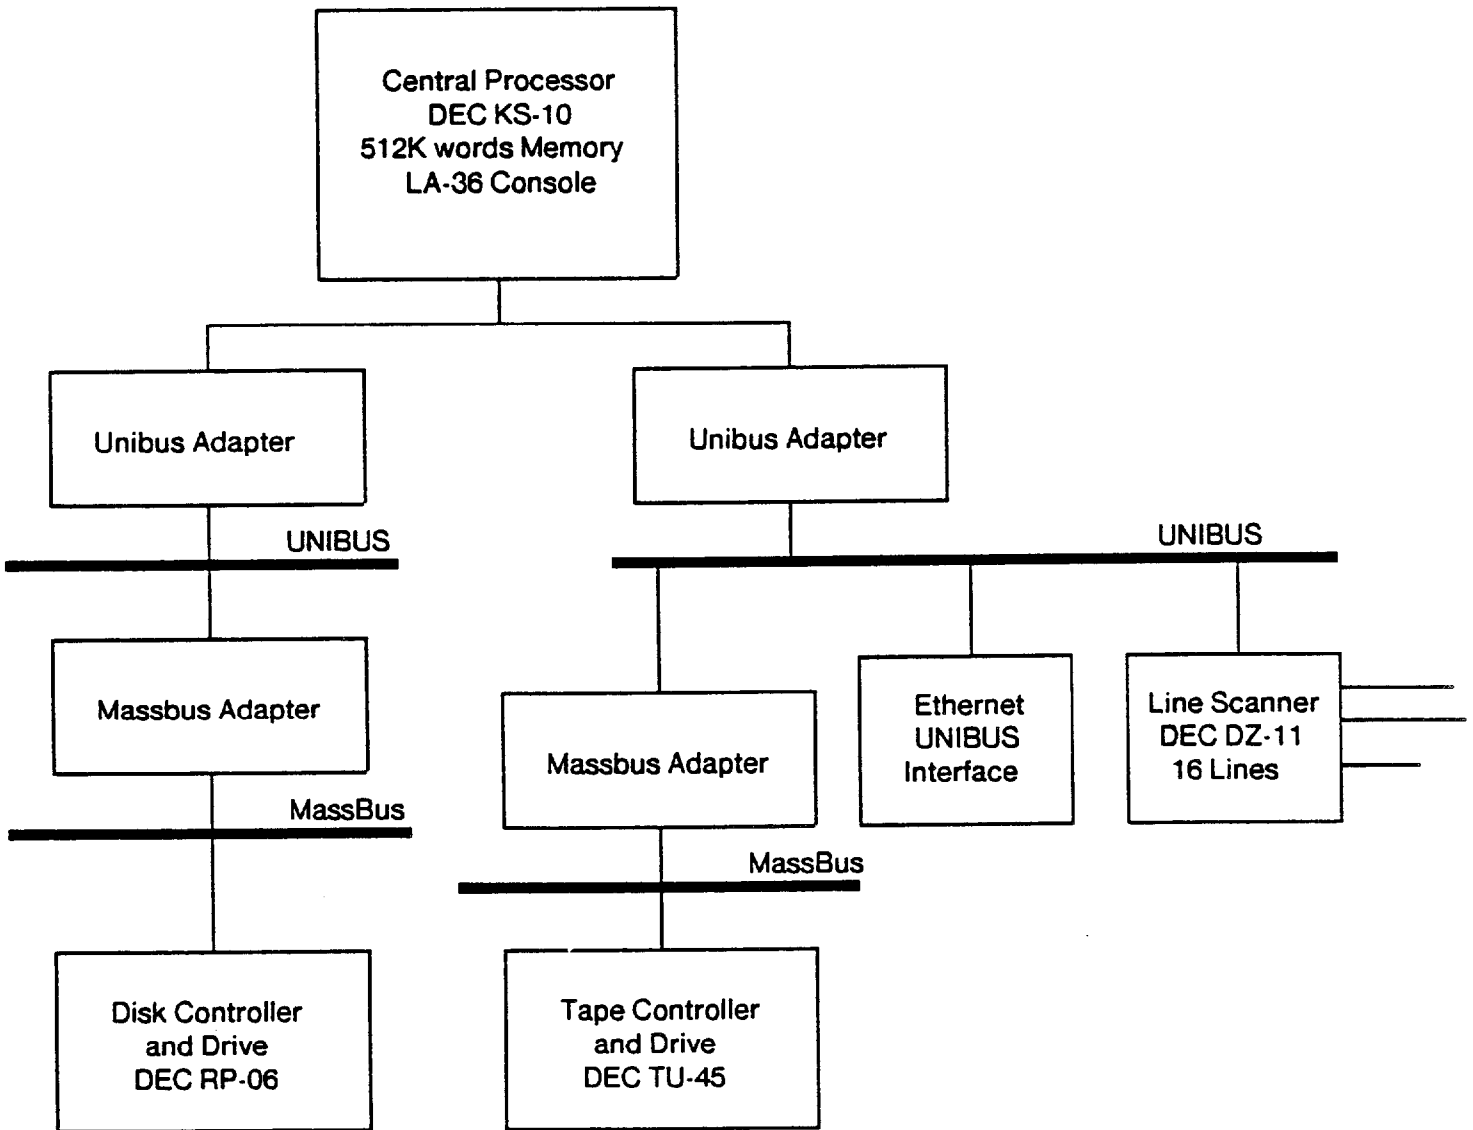 Central Processor
DEC KS-10
512K words Memory
LA-36 Console
Unibus Adapter
Unibus Adapter
UNIBUS
UNIBUS
Massbus Adapter
Massbus Adapter
Ethernet
UNIBUS
Interface
Line Scanner
DEC DZ-11
16 Lines
MassBus
MassBus
Disk Controller
and Drive
DEC RP-06
Tape Controller
and Drive
DEC TU-45